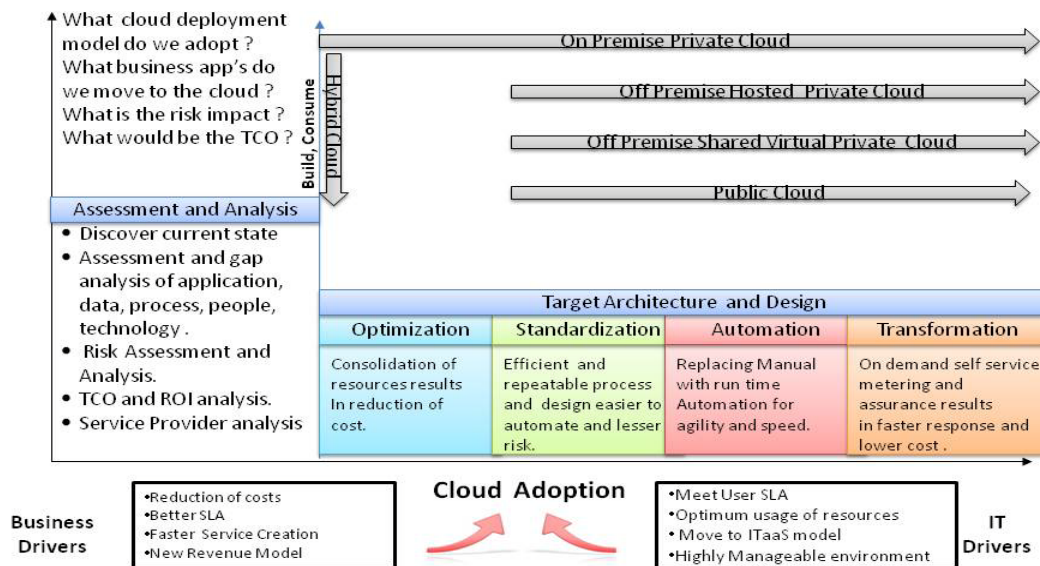 What cloud deployment
model do we adopt ?
What business app's do
we move to the cloud ?
What is the risk impact ?
What would be the TCO ?
Build, Consume
Hybrid Cloud
On Premise Private Cloud
Off Premise Hosted Private Cloud
Off Premise Shared Virtual Private Cloud
Public Cloud
Assessment and Analysis
• Discover current state
• Assessment and gap
analysis of application,
data, process, people,
technology .
• Risk Assessment and
Analysis.
• TCO and ROI analysis.
• Service Provider analysis
Target Architecture and Design
Optimization
Consolidation of
resources results
In reduction of
cost.
Standardization
Efficient and
repeatable process
and design easier to
automate and lesser
risk.
Automation
Replacing Manual
with run time
Automation for
agility and speed.
Transformation
On demand self service
metering and
assurance results
in faster response and
lower cost .
Business
Drivers
•Reduction of costs
•Better SLA
•Faster Service Creation
•New Revenue Model
Cloud Adoption
•Meet User SLA
•Optimum usage of resources
• Move to ITaaS model
•Highly Manageable environment
IT
Drivers